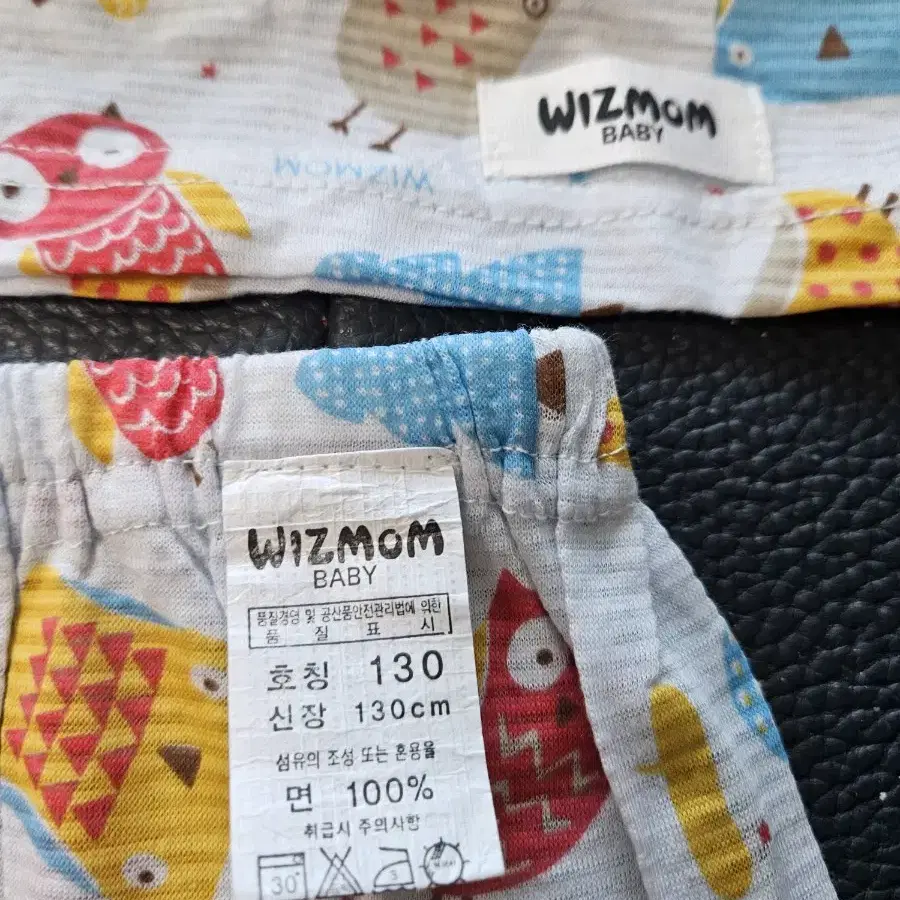 WIZMOM
BABY
WIZMOM
WIZMOM
BABY
품질경영 및 공산품안전관리법에 의한
품 질 표 시
호칭 130
신장 130cm
섬유의 조성 또는 혼용율
면 100%
취급시 주의사항
30°